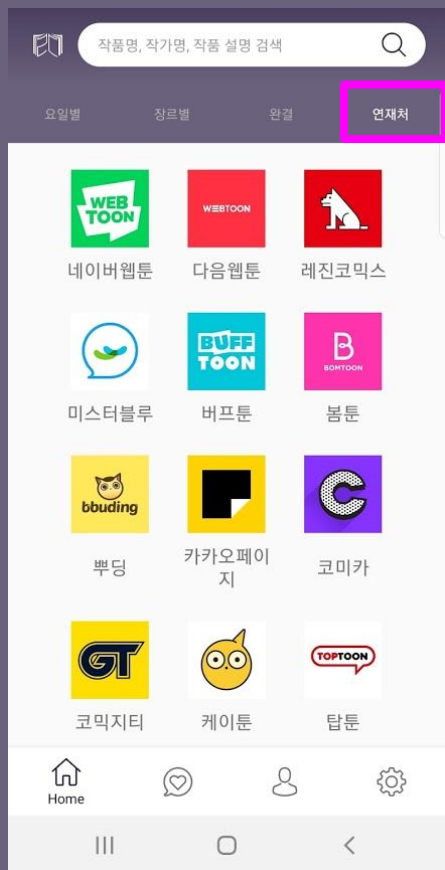 작품명, 작가명, 작품 설명 검색
요일별 장르별 완결 연재처
WEB
TOON
WEBTOON
네이버웹툰 다음웹툰 레진코믹스
BUFF
TOON
B
BOMTOON
미스터블루 버프툰 봄툰
bbuding
C
뿌딩 카카오페이
지 코미카
GT
TOPTOON
코믹지티 케이툰 탑툰
Home